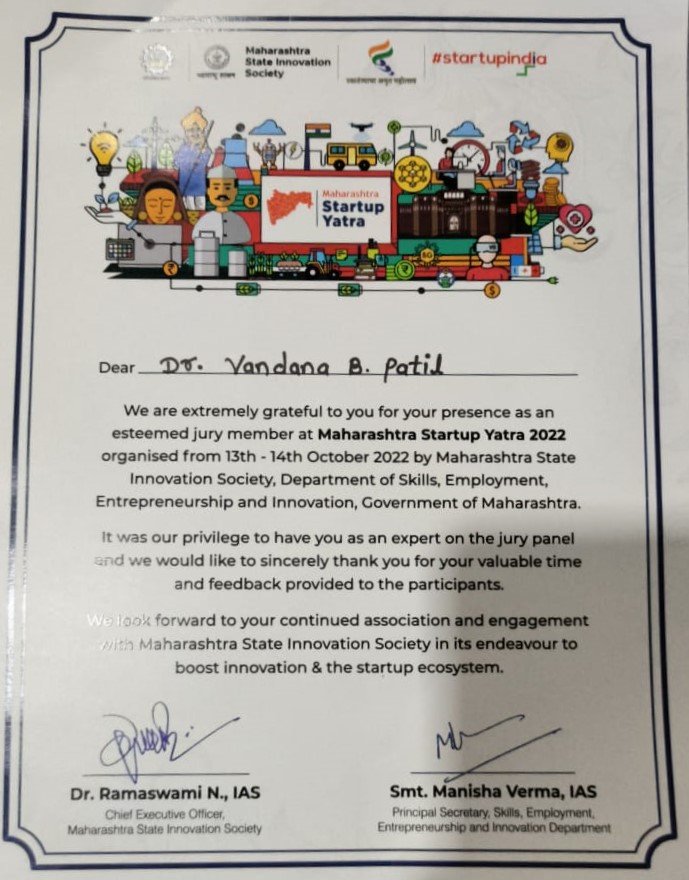 Maharashtra
State Innovation
Society
#startupindia
Maharashtra
Startup
Yatra
5G
Dear Dr. Vandana B. Patil
We are extremely grateful to you for your presence as an
esteemed jury member at Maharashtra Startup Yatra 2022
organised from 13th - 14th October 2022 by Maharashtra State
Innovation Society, Department of Skills, Employment,
Entrepreneurship and Innovation, Government of Maharashtra.
It was our privilege to have you as an expert on the jury panel
and we would like to sincerely thank you for your valuable time
and feedback provided to the participants.
We look forward to your continued association and engagement
with Maharashtra State Innovation Society in its endeavour to
boost innovation & the startup ecosystem.
Dr. Ramaswami N., IAS
Chief Executive Officer,
Maharashtra State Innovation Society
Smt. Manisha Verma, IAS
Principal Secretary, Skills, Employment,
Entrepreneurship and Innovation Department